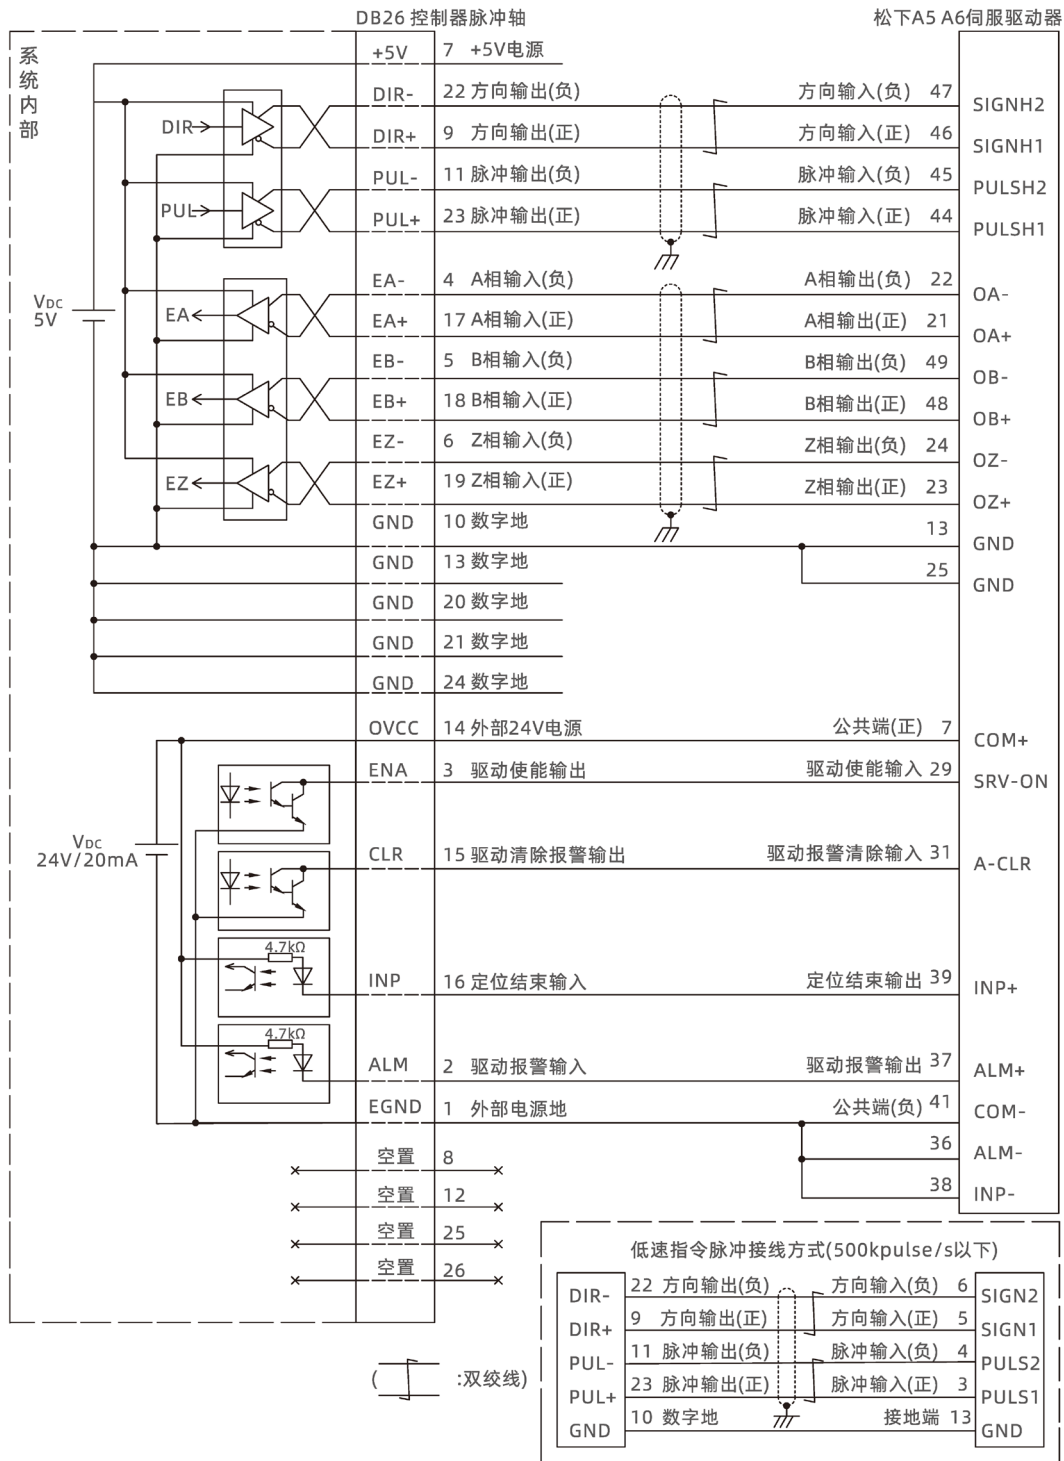 DB26 控制器脉冲轴
松下A5 A6伺服驱动器
系统内部
+5V 7 +5V电源
DIR- 22 方向输出(负) 方向输入(负) 47 SIGNH2
DIR
DIR+ 9 方向输出(正) 方向输入(正) 46 SIGNH1
PUL- 11 脉冲输出(负) 脉冲输入(负) 45 PULSH2
PUL
PUL+ 23 脉冲输出(正) 脉冲输入(正) 44 PULSH1
VDC
5V
EA- 4 A相输入(负) A相输出(负) 22 OA-
EA
EA+ 17 A相输入(正) A相输出(正) 21 OA+
EB- 5 B相输入(负) B相输出(负) 49 OB-
EB
EB+ 18 B相输入(正) B相输出(正) 48 OB+
EZ- 6 Z相输入(负) Z相输出(负) 24 OZ-
EZ
EZ+ 19 Z相输入(正) Z相输出(正) 23 OZ+
GND 10 数字地 13 GND
GND 13 数字地 25 GND
GND 20 数字地
GND 21 数字地
GND 24 数字地
OVCC 14 外部24V电源 公共端(正) 7 COM+
ENA 3 驱动使能输出 驱动使能输入 29 SRV-ON
VDC
24V/20mA
CLR 15 驱动清除报警输出 驱动报警清除输入 31 A-CLR
4.7kΩ
INP 16 定位结束输入 定位结束输出 39 INP+
4.7kΩ
ALM 2 驱动报警输入 驱动报警输出 37 ALM+
EGND 1 外部电源地 公共端(负) 41 COM-
36 ALM-
38 INP-
空置 8
空置 12
空置 25
空置 26
( :双绞线)
低速指令脉冲接线方式(500kpulse/s以下)
DIR- 22 方向输出(负) 方向输入(负) 6 SIGN2
DIR+ 9 方向输出(正) 方向输入(正) 5 SIGN1
PUL- 11 脉冲输出(负) 脉冲输入(负) 4 PULS2
PUL+ 23 脉冲输出(正) 脉冲输入(正) 3 PULS1
GND 10 数字地 接地端 13 GND